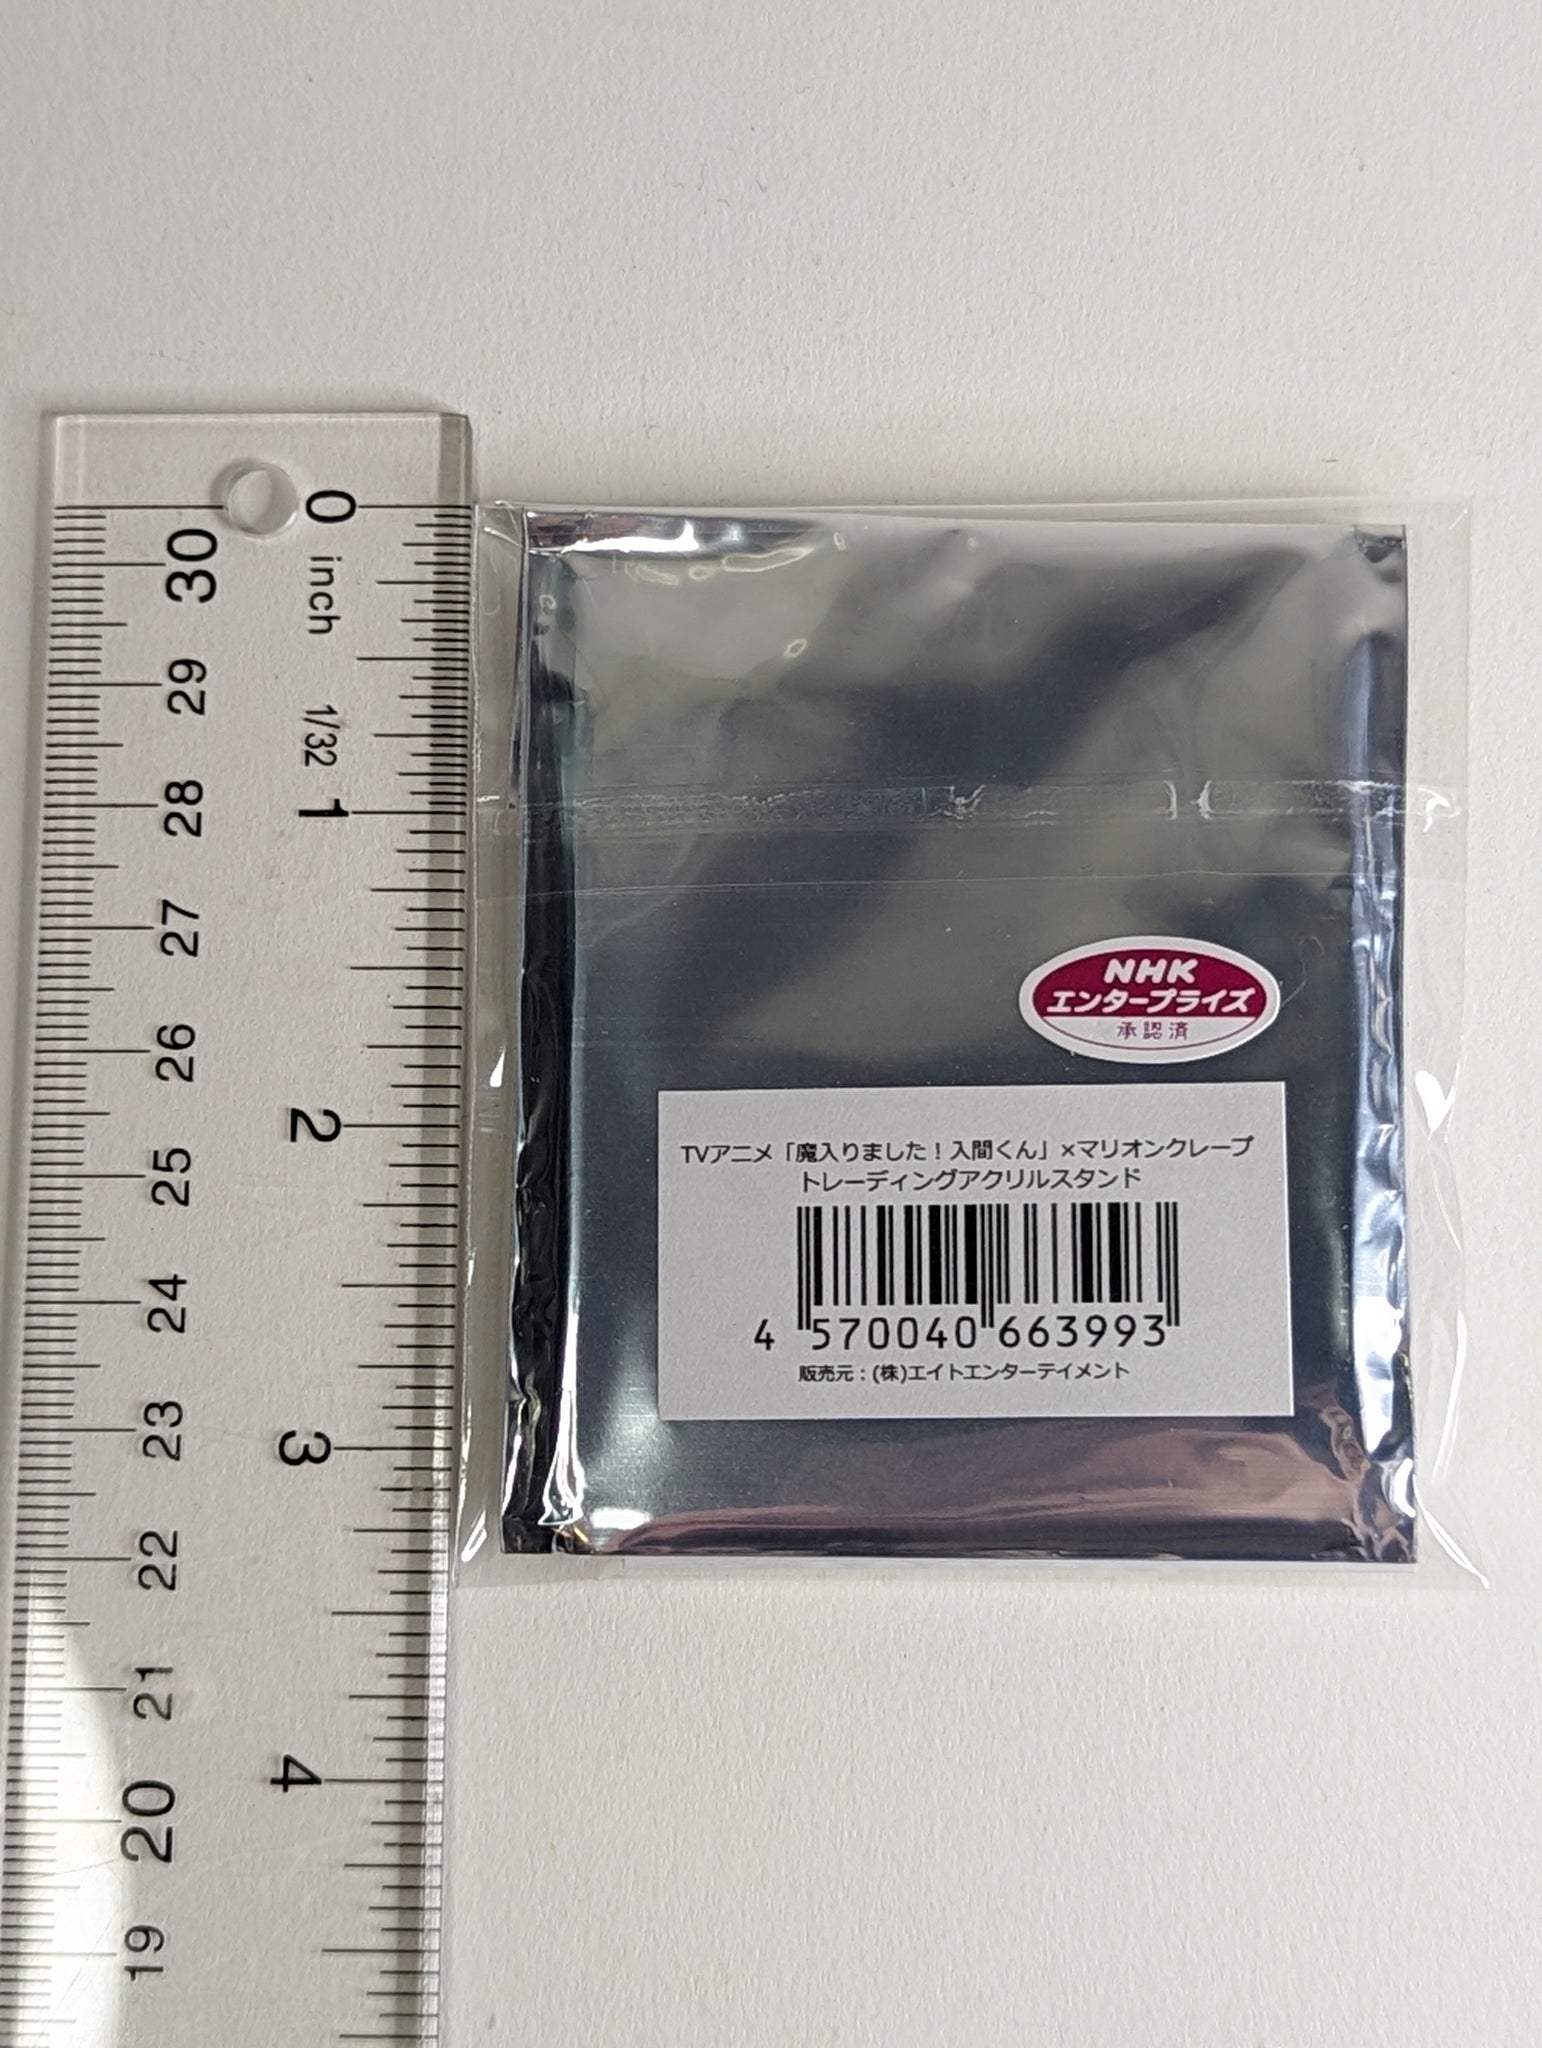 0
inch
1/32
1
2
3
4
30
29
28
27
26
25
24
23
22
21
20
19
NHK
エンタープライズ
承認済
TVアニメ「魔入りました！入間くん」×マリオンクレープ
トレーディングアクリルスタンド
4 570040 663993
販売元：(株)エイトエンターテイメント